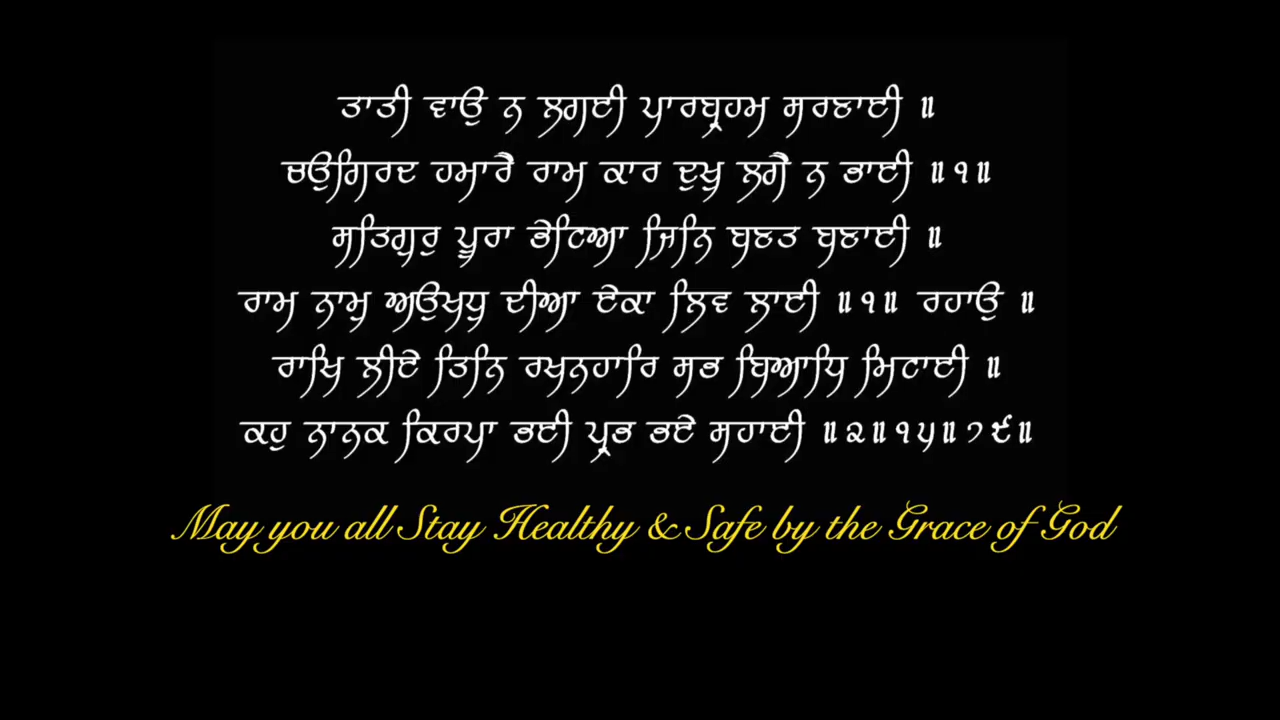 ਤਾਤੀ ਵਾਉ ਨ ਲਗਈ ਪਾਰਬ੍ਰਹਮ ਸਰਣਾਈ ॥
ਚਉਗਿਰਦ ਹਮਾਰੈ ਰਾਮ ਕਾਰ ਦੁਖੁ ਲਗੈ ਨ ਭਾਈ ॥੧॥
ਸਤਿਗੁਰੁ ਪੂਰਾ ਭੇਟਿਆ ਜਿਨਿ ਬਣਤ ਬਣਾਈ ॥
ਰਾਮ ਨਾਮੁ ਅਉਖਧੁ ਦੀਆ ਏਕਾ ਲਿਵ ਲਾਈ ॥੧॥ ਰਹਾਉ ॥
ਰਾਖਿ ਲੀਏ ਤਿਨਿ ਰਖਨਹਾਰਿ ਸਭ ਬਿਆਧਿ ਮਿਟਾਈ ॥
ਕਹੁ ਨਾਨਕ ਕਿਰਪਾ ਭਈ ਪ੍ਰਭ ਭਏ ਸਹਾਈ ॥੨॥੧੫॥੭੯॥
May you all Stay Healthy & Safe by the Grace of God